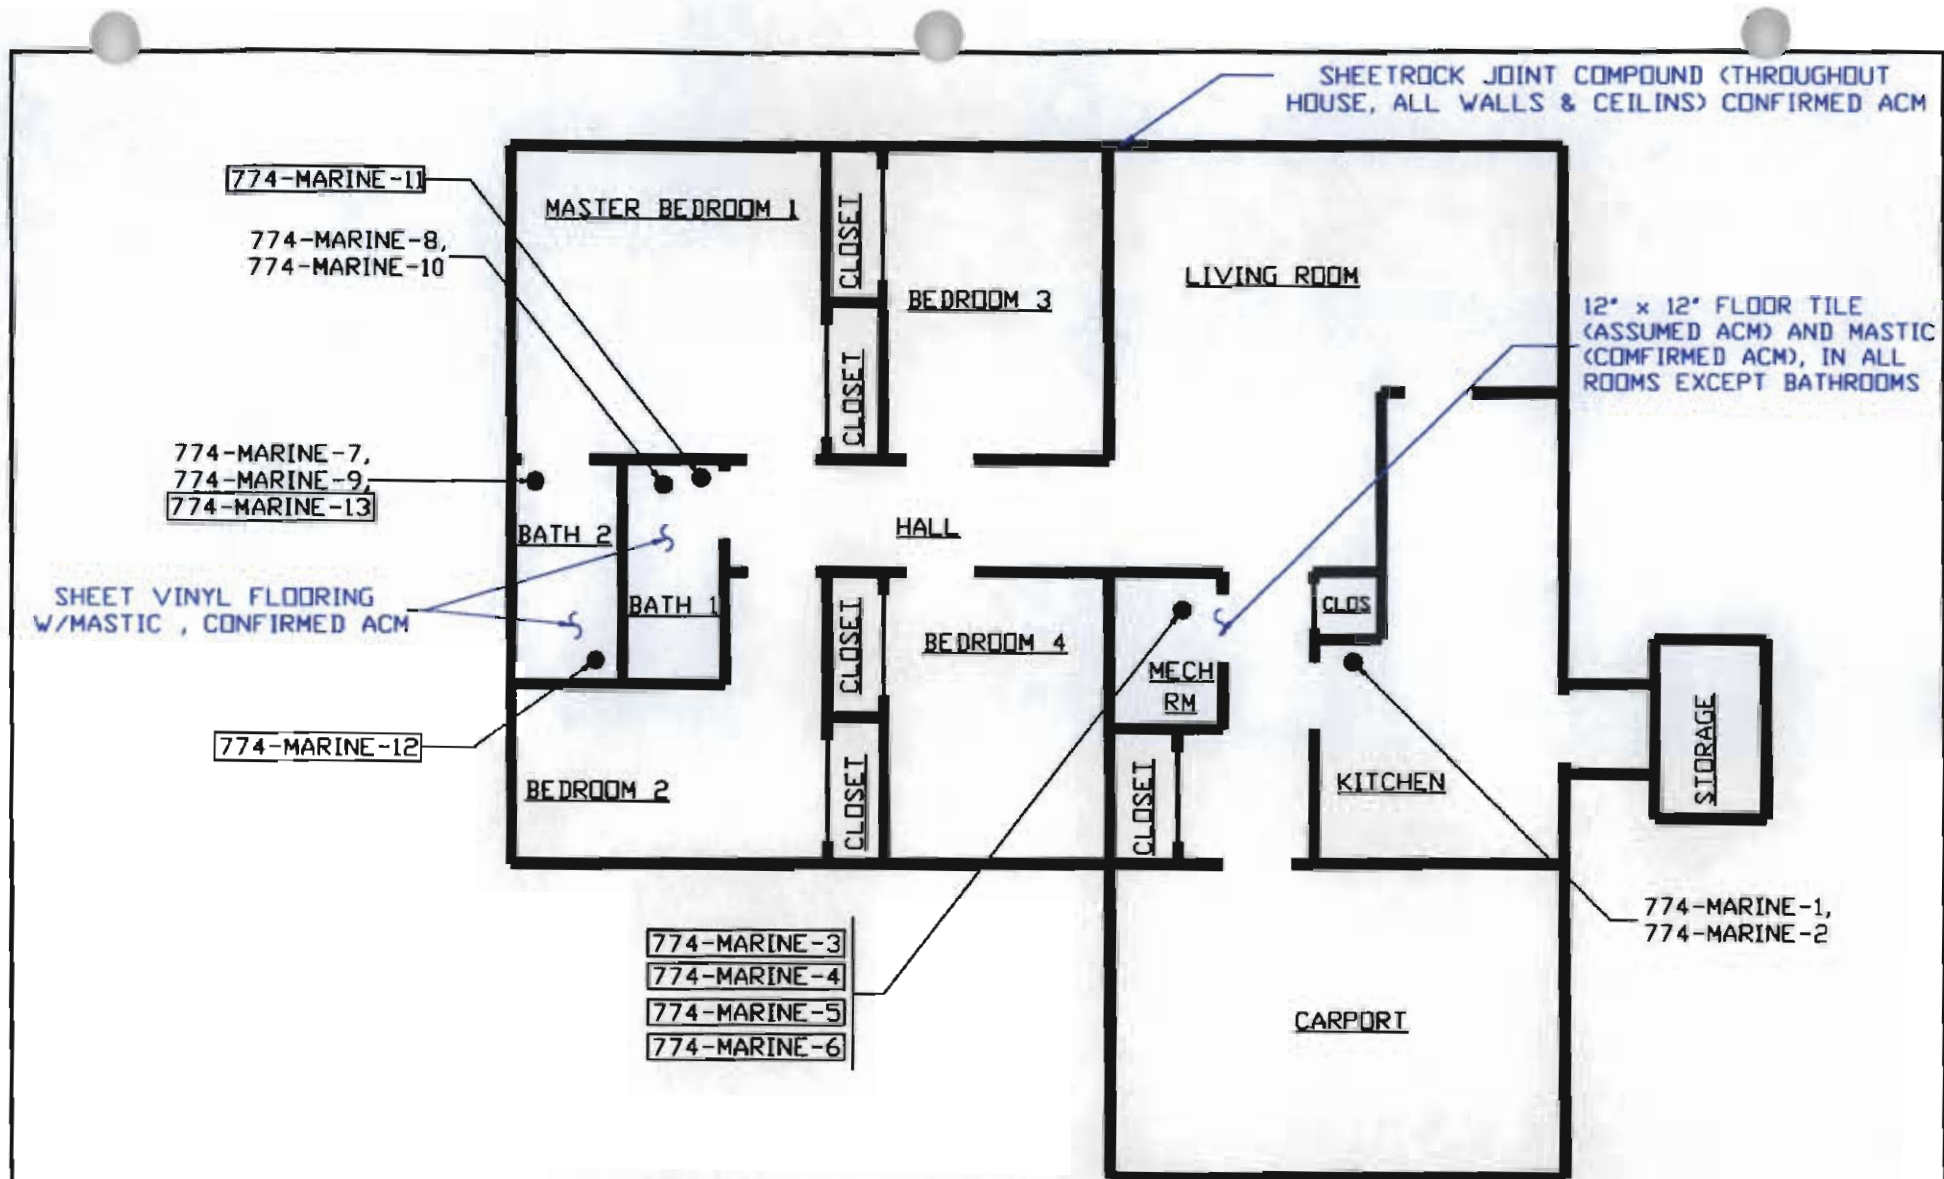 SHEETROCK JOINT COMPOUND (THROUGHOUT
HOUSE, ALL WALLS & CEILINS) CONFIRMED ACM
774-MARINE-11
MASTER BEDROOM 1
CLOSET
774-MARINE-8,
774-MARINE-10
BEDROOM 3
LIVING ROOM
12" x 12" FLOOR TILE
(ASSUMED ACM) AND MASTIC
(COMFIRMED ACM), IN ALL
ROOMS EXCEPT BATHROOMS
CLOSET
774-MARINE-7,
774-MARINE-9,
774-MARINE-13
BATH 2
HALL
SHEET VINYL FLOORING
W/MASTIC , CONFIRMED ACM
BATH 1
CLOSET
BEDROOM 4
CLOS
MECH
RM
774-MARINE-12
BEDROOM 2
CLOSET
CLOSET
KITCHEN
STORAGE
774-MARINE-1,
774-MARINE-2
774-MARINE-3
774-MARINE-4
774-MARINE-5
774-MARINE-6
CARPORT